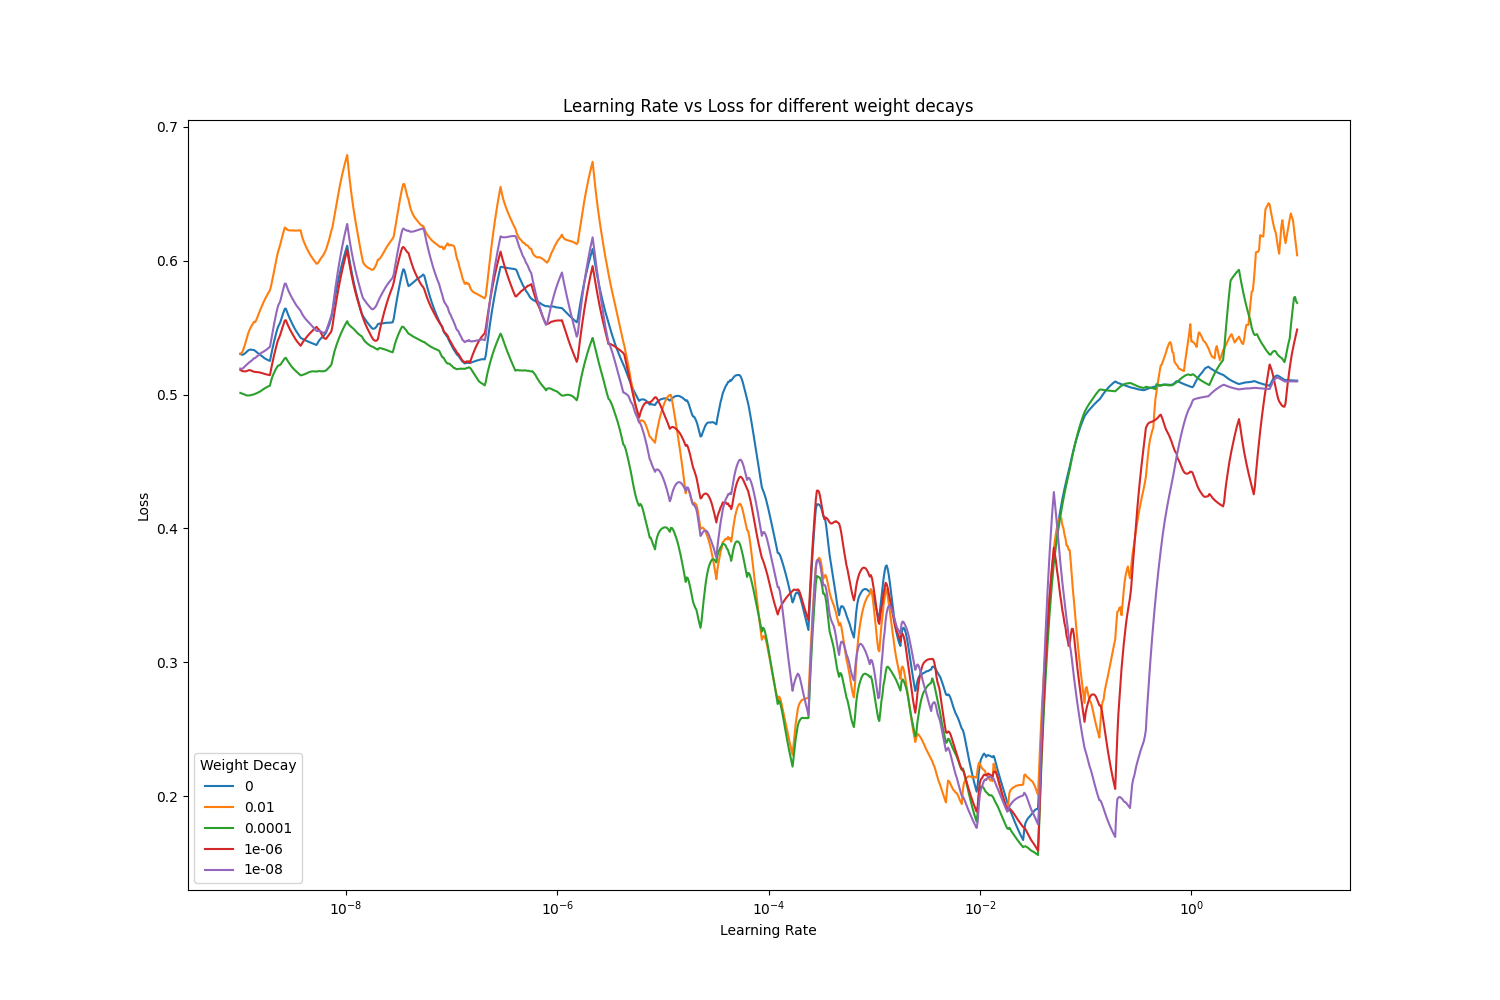 Learning Rate vs Loss for different weight decays
0.7
0.6
0.5
0.4
0.3
0.2
Loss
Weight Decay
0
0.01
0.0001
1e-06
1e-08
10⁻⁸
10⁻⁶
10⁻⁴
10⁻²
10⁰
Learning Rate